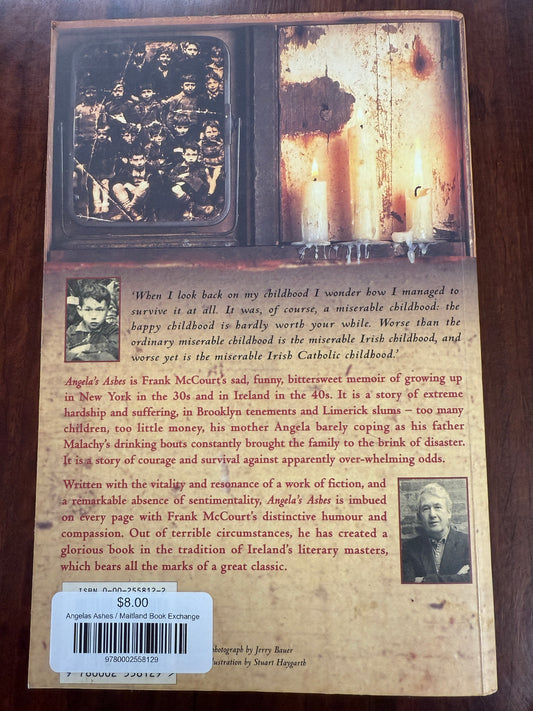 'When I look back on my childhood I wonder how I managed to
survive it at all. It was, of course, a miserable childhood: the
happy childhood is hardly worth your while. Worse than the
ordinary miserable childhood is the miserable Irish childhood, and
worse yet is the miserable Irish Catholic childhood.'
Angela's Ashes is Frank McCourt's sad, funny, bittersweet memoir of growing up
in New York in the 30s and in Ireland in the 40s. It is a story of extreme
hardship and suffering, in Brooklyn tenements and Limerick slums – too many
children, too little money, his mother Angela barely coping as his father
Malachy's drinking bouts constantly brought the family to the brink of disaster.
It is a story of courage and survival against apparently over-whelming odds.
Written with the vitality and resonance of a work of fiction, and
a remarkable absence of sentimentality, Angela's Ashes is imbued
on every page with Frank McCourt's distinctive humour and
compassion. Out of terrible circumstances, he has created a
glorious book in the tradition of Ireland's literary masters,
which bears all the marks of a great classic.
ISBN 0-00-255812-2
$8.00
Angelas Ashes / Maitland Book Exchange
9780002558129
photograph by Jerry Bauer
illustration by Stuart Haygarth